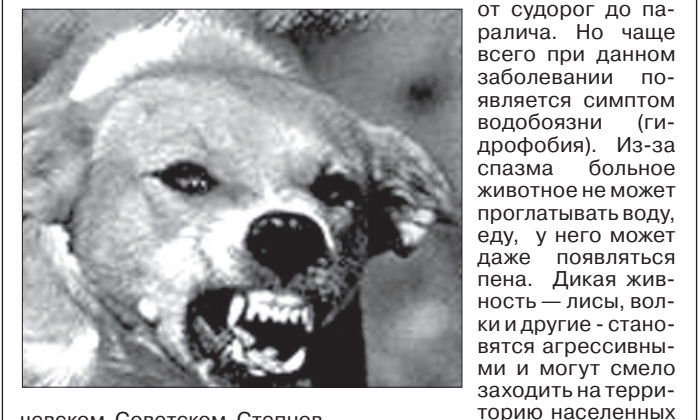 от судорог до па-
ралича. Но чаще
всего при данном
заболевании по-
является симптом
водобоязни (ги-
дрофобия). Из-за
спазма больное
животное не может
проглатывать воду,
еду, у него может
даже появляться
пена. Дикая жив-
ность — лисы, вол-
ки и другие - стано-
вятся агрессивны-
ми и могут смело
заходить на терри-
торию населенных
Советском, Степнов